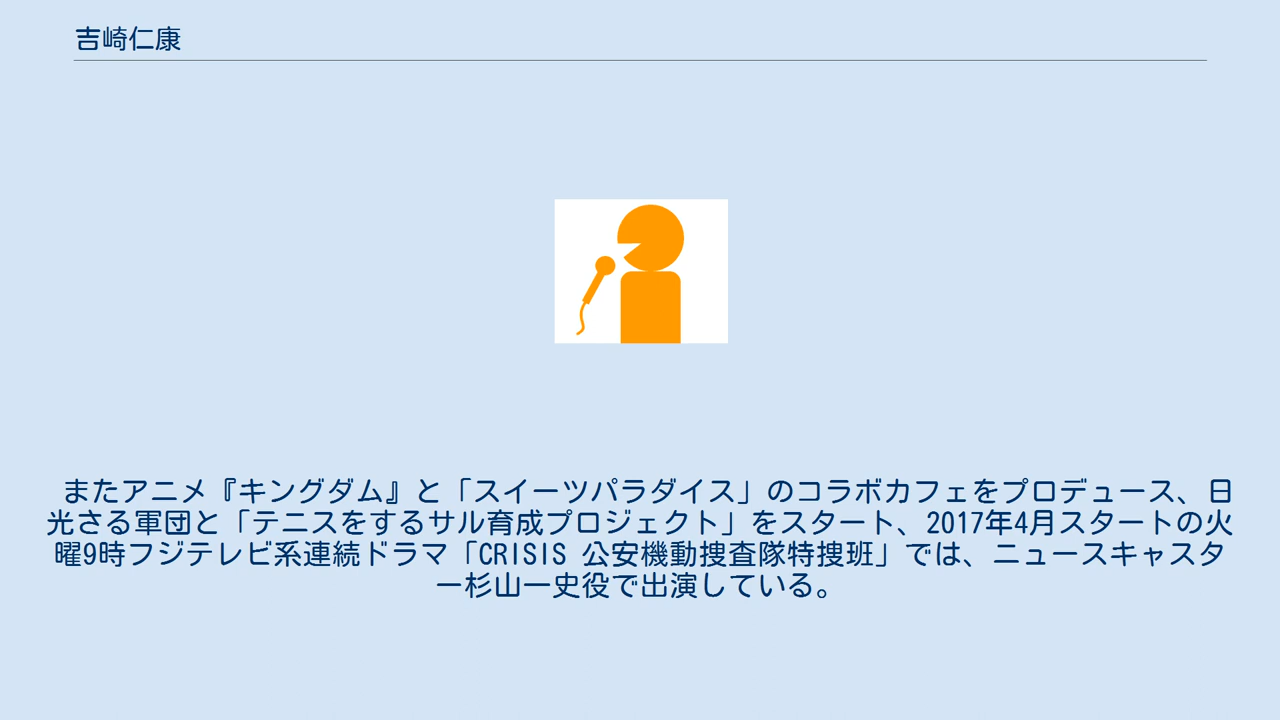 吉崎仁康
またアニメ『キングダム』と「スイーツパラダイス」のコラボカフェをプロデュース、日
光さる軍団と「テニスをするサル育成プロジェクト」をスタート、2017年4月スタートの火
曜9時フジテレビ系連続ドラマ「CRISIS 公安機動捜査隊特捜班」では、ニュースキャスタ
ー杉山一史役で出演している。